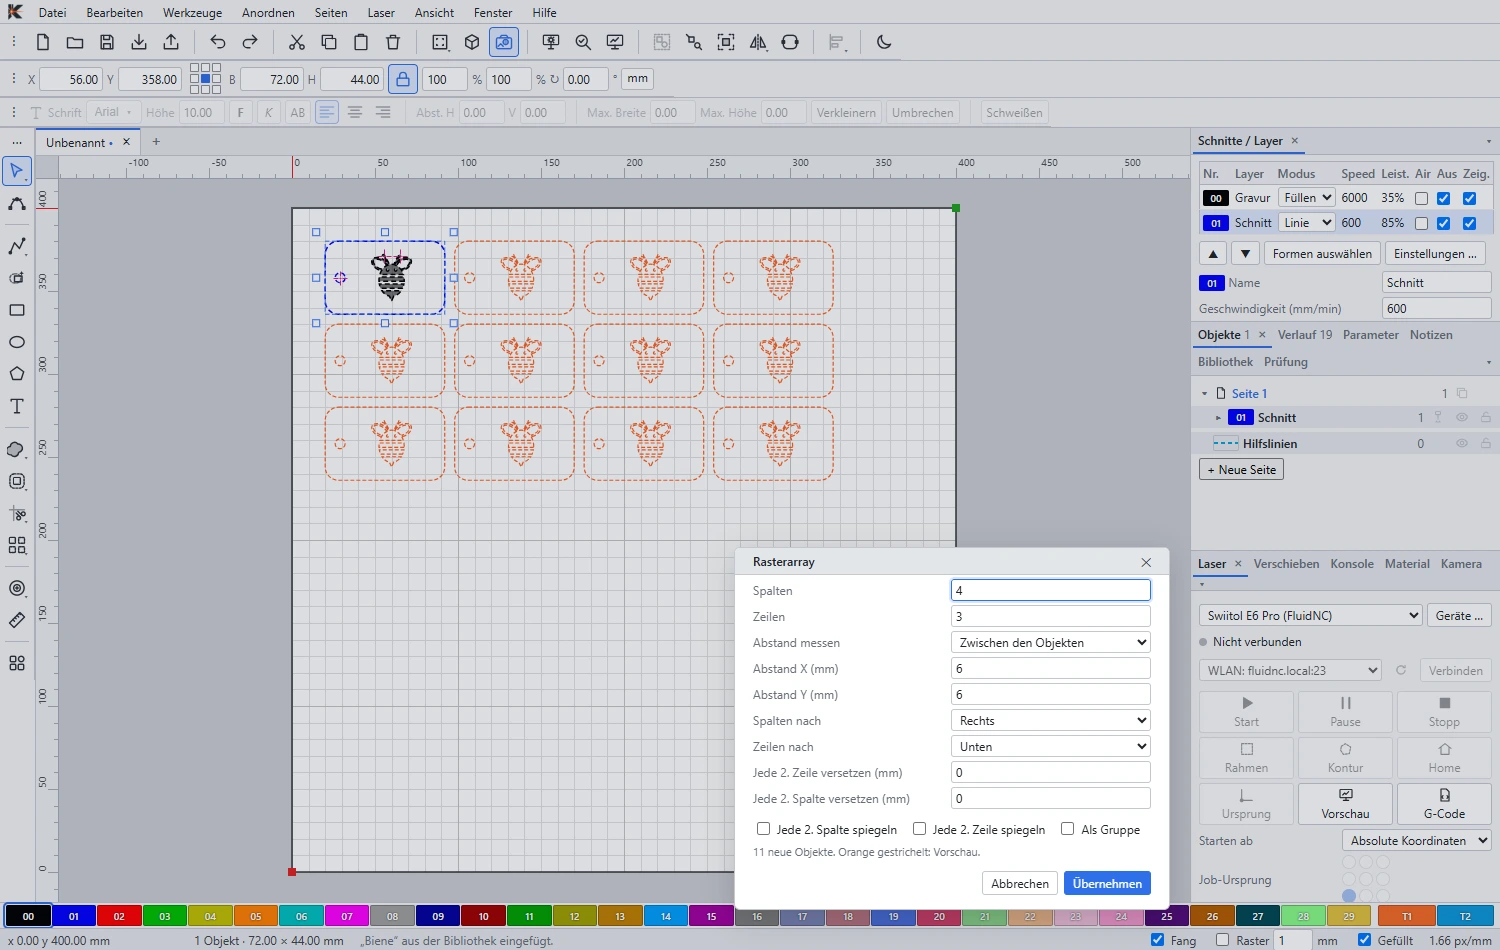 Datei Bearbeiten Werkzeuge Anordnen Seiten Laser Ansicht Fenster Hilfe
X 56.00 Y 358.00 B 72.00 H 44.00 100 % 100 % 0.00 ° mm
Schrift Arial Höhe 10.00 F K AB Abst. H 0.00 V 0.00 Max. Breite 0.00 Max. Höhe 0.00 Verkleinern Umbrechen Schweißen
Unbenannt • × +
-100 -50 0 50 100 150 200 250 300 350 400 450 500
400
350
300
250
200
150
100
50
0
Schnitte / Layer ×
Nr. Layer Modus Speed Leist. Air Aus Zeig.
00 Gravur Füllen 6000 35%
01 Schnitt Linie 600 85%
▲ ▼ Formen auswählen Einstellungen ...
01 Name Schnitt
Geschwindigkeit (mm/min) 600
Objekte 1 × Verlauf 19 Parameter Notizen
Bibliothek Prüfung
Seite 1 1
01 Schnitt 1
Hilfslinien 0
+ Neue Seite
Laser × Verschieben Konsole Material Kamera
Swiitol E6 Pro (FluidNC) Geräte ...
Nicht verbunden
WLAN: fluidnc.local:23 Verbinden
Start Pause Stopp
Rahmen Kontur Home
Ursprung Vorschau G-Code
Starten ab Absolute Koordinaten
Job-Ursprung
Rasterarray
Spalten 4
Zeilen 3
Abstand messen Zwischen den Objekten
Abstand X (mm) 6
Abstand Y (mm) 6
Spalten nach Rechts
Zeilen nach Unten
Jede 2. Zeile versetzen (mm) 0
Jede 2. Spalte versetzen (mm) 0
Jede 2. Spalte spiegeln Jede 2. Zeile spiegeln Als Gruppe
11 neue Objekte. Orange gestrichelt: Vorschau.
Abbrechen Übernehmen
00 01 02 03 04 05 06 07 08 09 10 11 12 13 14 15 16 17 18 19 20 21 22 23 24 25 26 27 28 29 T1 T2
x 0.00 y 400.00 mm 1 Objekt · 72.00 × 44.00 mm „Biene“ aus der Bibliothek eingefügt. Fang Raster 1 mm Gefüllt 1.66 px/mm